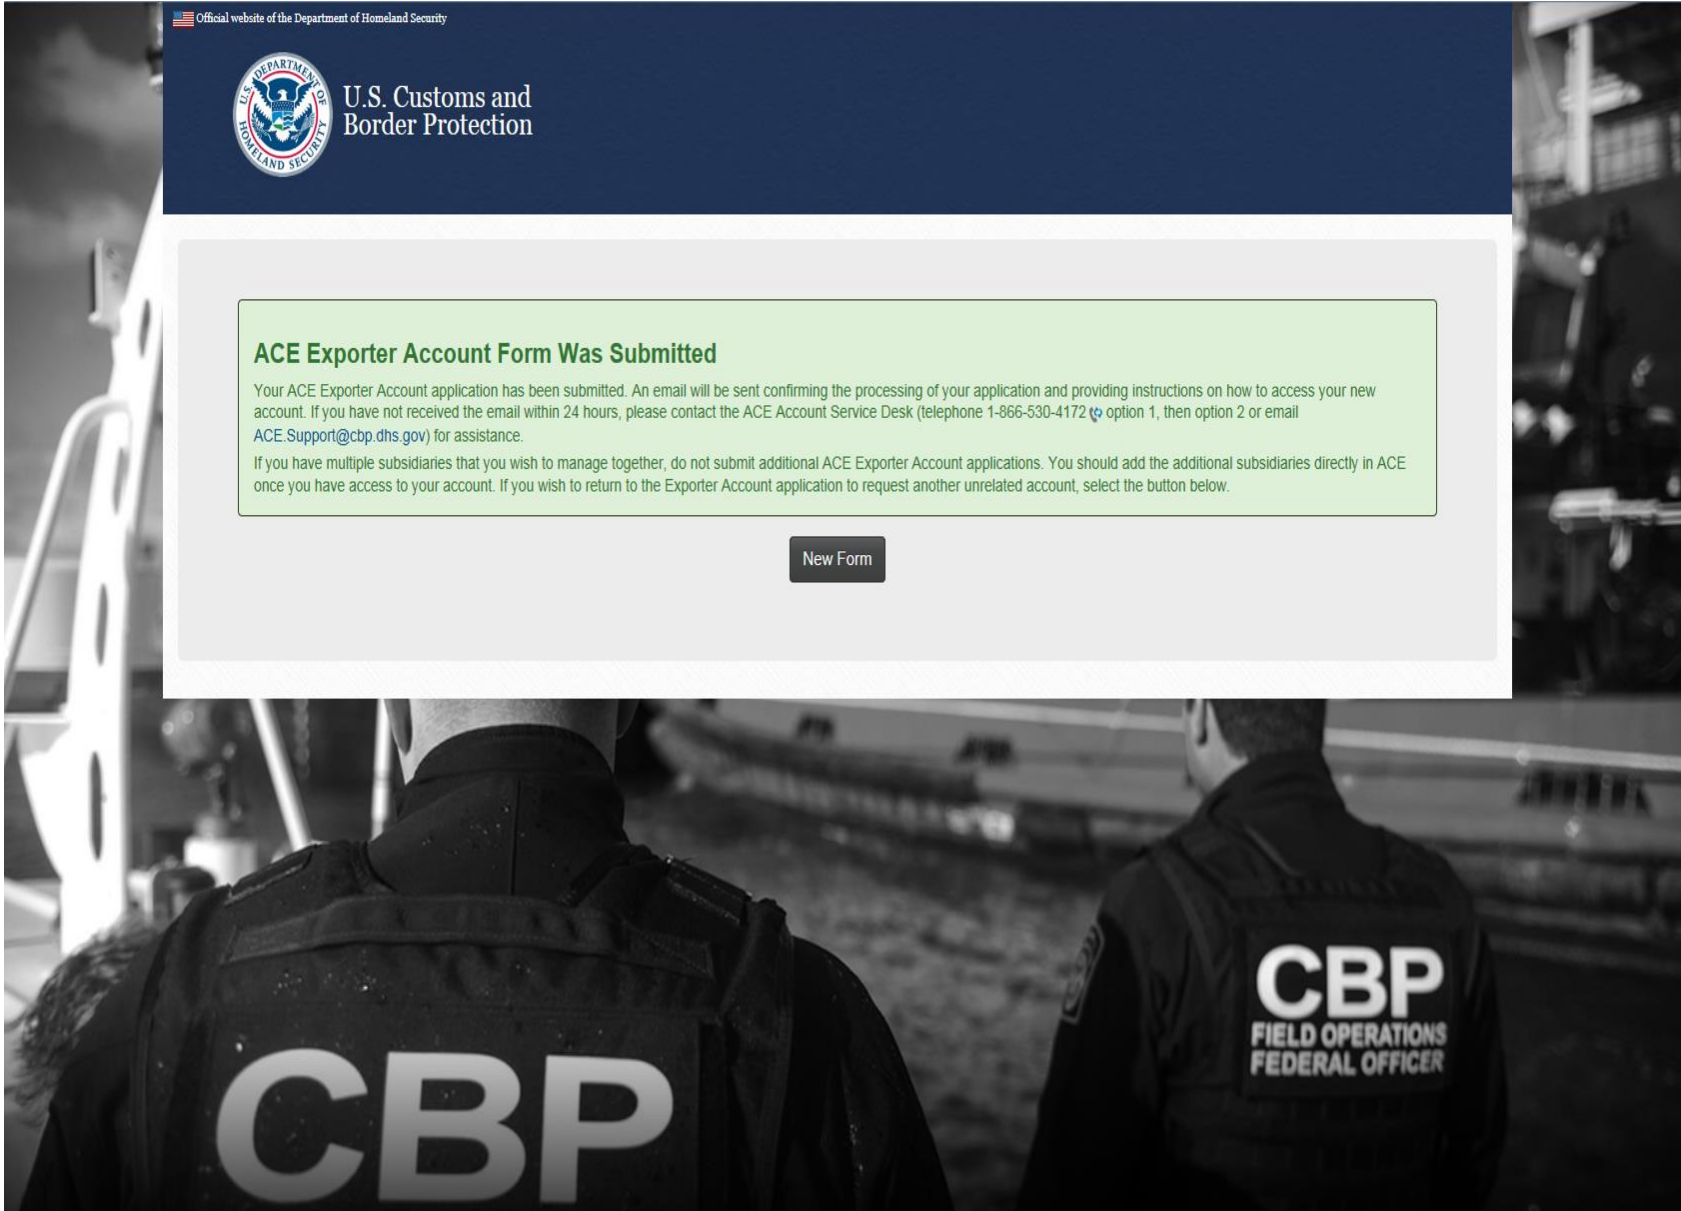 Official website of the Department of Homeland Security
U.S. DEPARTMENT OF HOMELAND SECURITY
U.S. Customs and
Border Protection
ACE Exporter Account Form Was Submitted
Your ACE Exporter Account application has been submitted. An email will be sent confirming the processing of your application and providing instructions on how to access your new
account. If you have not received the email within 24 hours, please contact the ACE Account Service Desk (telephone 1-866-530-4172 option 1, then option 2 or email
ACE.Support@cbp.dhs.gov) for assistance.
If you have multiple subsidiaries that you wish to manage together, do not submit additional ACE Exporter Account applications. You should add the additional subsidiaries directly in ACE
once you have access to your account. If you wish to return to the Exporter Account application to request another unrelated account, select the button below.
New Form
CBP
FIELD OPERATIONS
FEDERAL OFFICER
CBP